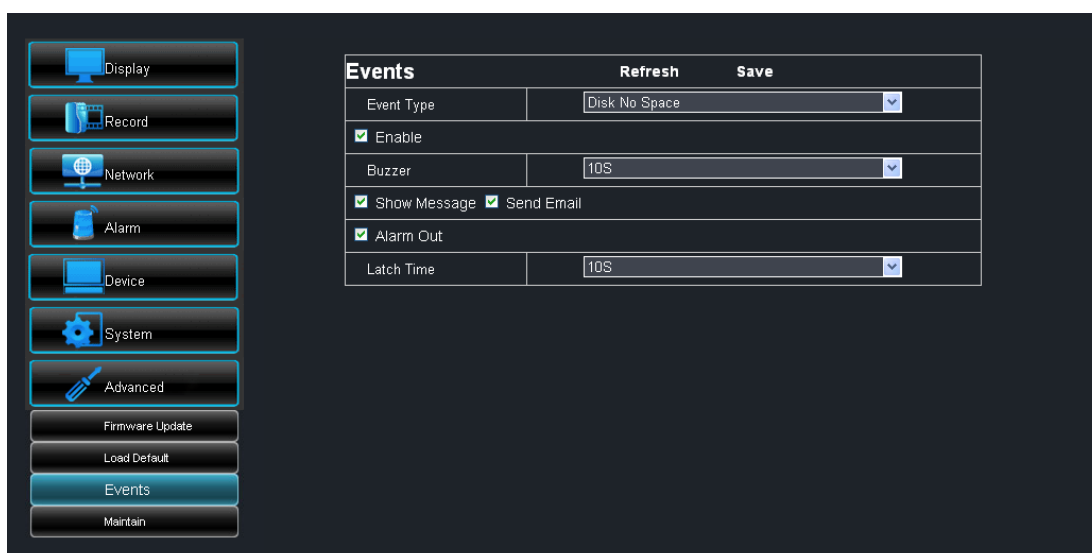 Display
Record
Network
Alarm
Device
System
Advanced
Firmware Update
Load Default
Events
Maintain
Events Refresh Save
Event Type Disk No Space
Enable
Buzzer 10S
Show Message Send Email
Alarm Out
Latch Time 10S